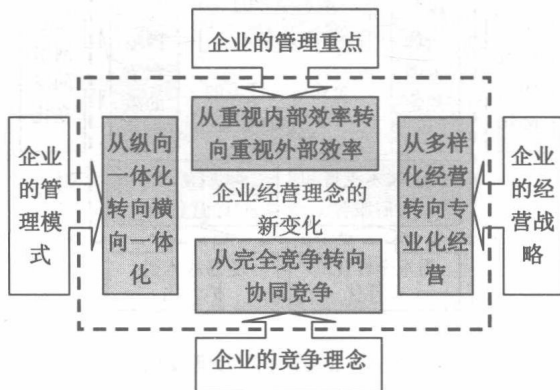 企业的管理重点
从重视内部效率转
向重视外部效率
企业
的管
理模
式
从纵向
一体化
转向横
向一体
化
企业经营理念的
新变化
从多样
化经营
转向专
业化经
营
企业
的经
营战
略
从完全竞争转向
协同竞争
企业的竞争理念